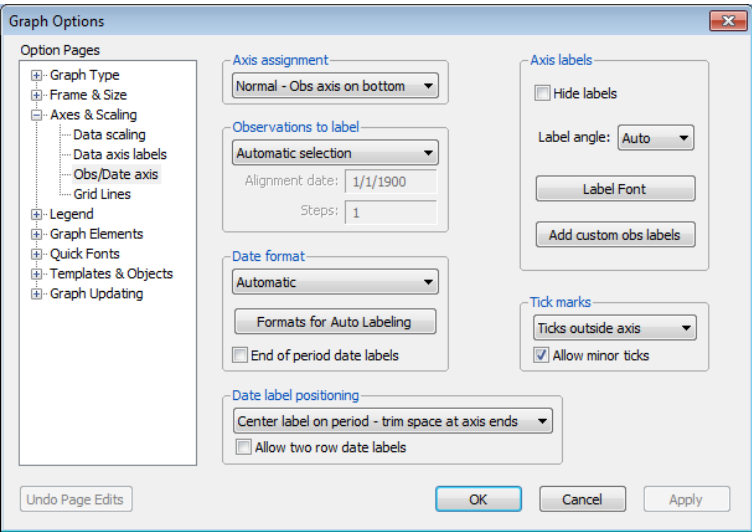 Graph Options
Option Pages
Graph Type
Frame & Size
Axes & Scaling
Data scaling
Data axis labels
Obs/Date axis
Grid Lines
Legend
Graph Elements
Quick Fonts
Templates & Objects
Graph Updating
Axis assignment
Normal - Obs axis on bottom
Observations to label
Automatic selection
Alignment date: 1/1/1900
Steps: 1
Date format
Automatic
Formats for Auto Labeling
End of period date labels
Date label positioning
Center label on period - trim space at axis ends
Allow two row date labels
Axis labels
Hide labels
Label angle: Auto
Label Font
Add custom obs labels
Tick marks
Ticks outside axis
Allow minor ticks
Undo Page Edits
OK
Cancel
Apply